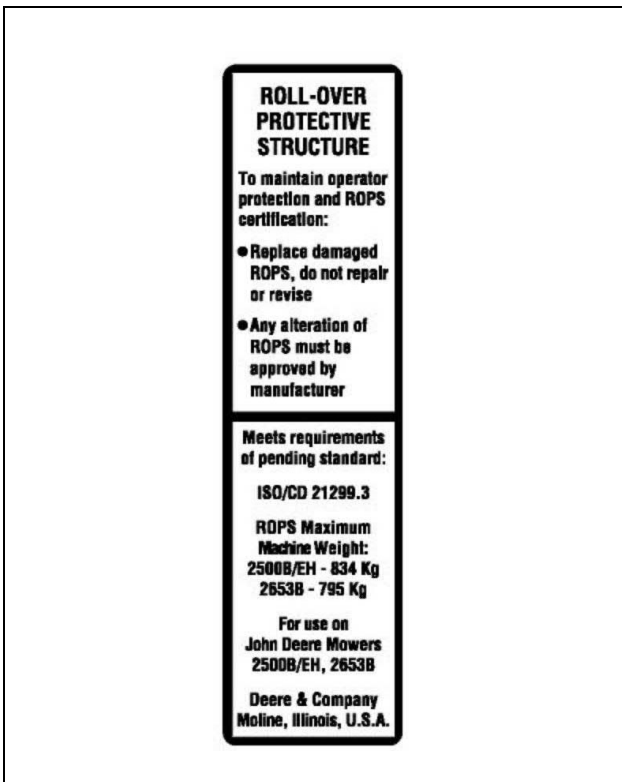 ROLL-OVER
PROTECTIVE
STRUCTURE
To maintain operator
protection and ROPS
certification:
●Replace damaged
ROPS, do not repair
or revise
●Any alteration of
ROPS must be
approved by
manufacturer
Meets requirements
of pending standard:
ISO/CD 21299.3
ROPS Maximum
Machine Weight:
2500B/EH - 834 Kg
2653B - 795 Kg
For use on
John Deere Mowers
2500B/EH, 2653B
Deere & Company
Moline, Illinois, U.S.A.